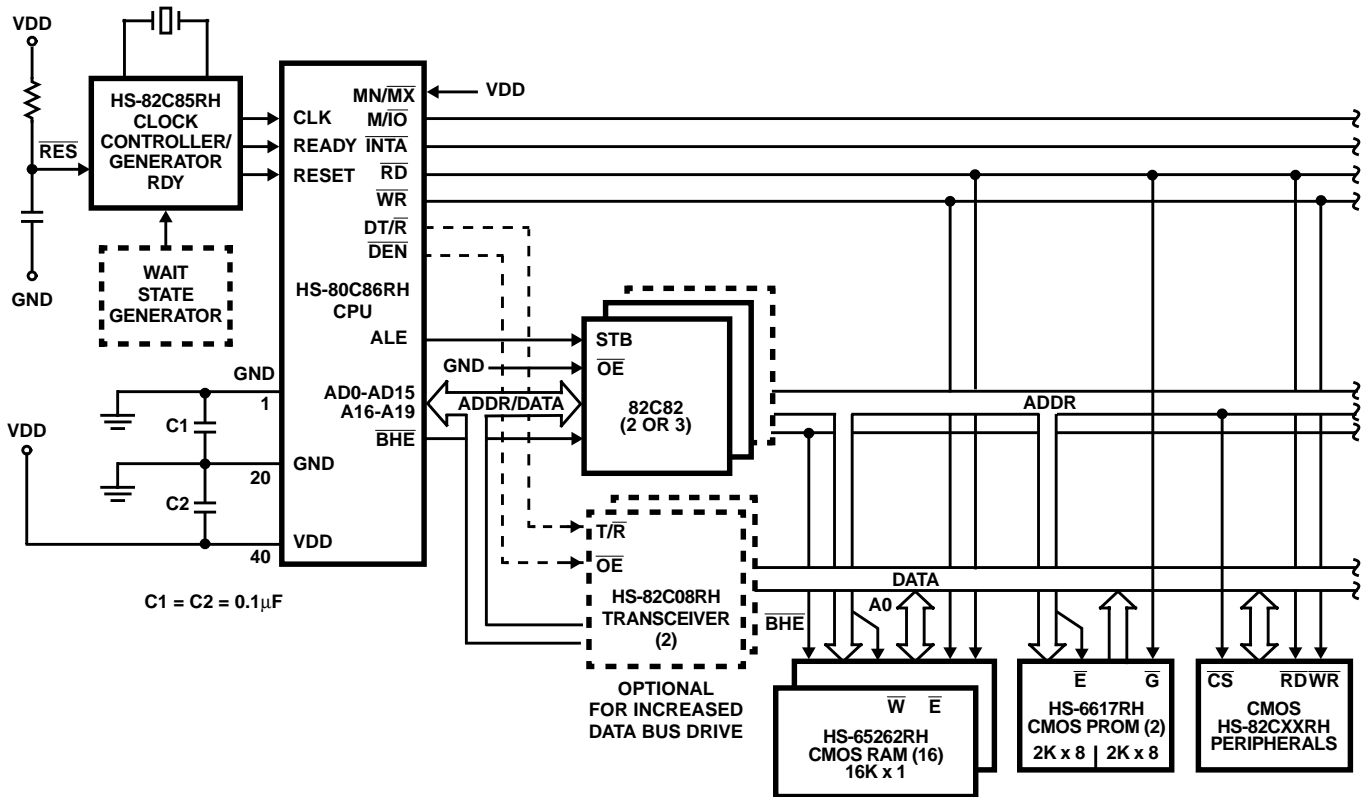 VDD
RES
GND
HS-82C85RH
CLOCK
CONTROLLER/
GENERATOR
RDY
WAIT
STATE
GENERATOR
CLK
READY
RESET
MN/MX
VDD
M/IO
INTA
RD
WR
DT/R
DEN
HS-80C86RH
CPU
ALE
AD0-AD15
A16-A19
BHE
GND
1
C1
GND
20
C2
VDD
VDD
40
C1 = C2 = 0.1μF
STB
GND
OE
ADDR/DATA
82C82
(2 OR 3)
ADDR
T/R
OE
HS-82C08RH
TRANSCEIVER
(2)
OPTIONAL
FOR INCREASED
DATA BUS DRIVE
DATA
BHE
A0
W E
HS-65262RH
CMOS RAM (16)
16K x 1
E G
HS-6617RH
CMOS PROM (2)
2K x 8 | 2K x 8
CS RD WR
CMOS
HS-82CXXRH
PERIPHERALS